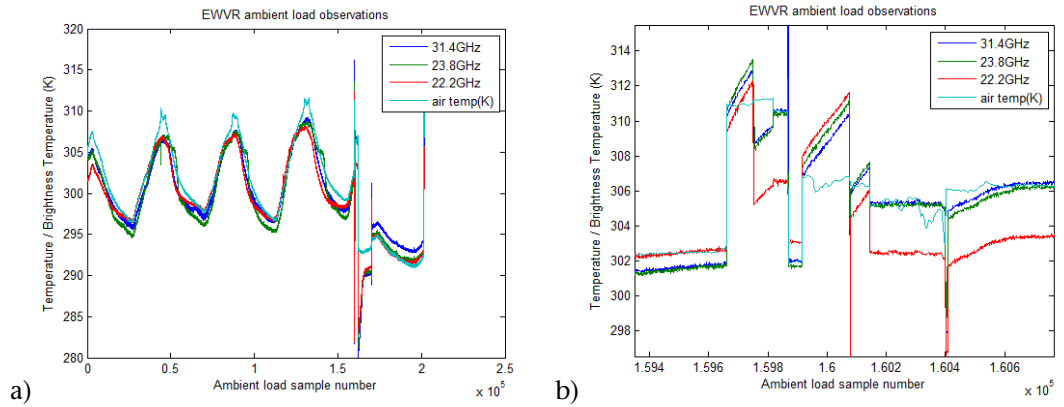 EWVR ambient load observations
320
315
310
305
300
295
290
285
280
Temperature / Brightness Temperature (K)
31.4GHz
23.8GHz
22.2GHz
air temp(K)
0
0.5
1
1.5
2
2.5
x 10^5
Ambient load sample number
a)
EWVR ambient load observations
314
312
310
308
306
304
302
300
298
Temperature / Brightness Temperature (K)
31.4GHz
23.8GHz
22.2GHz
air temp(K)
1.594
1.596
1.598
1.6
1.602
1.604
1.606
x 10^5
Ambient load sample number
b)